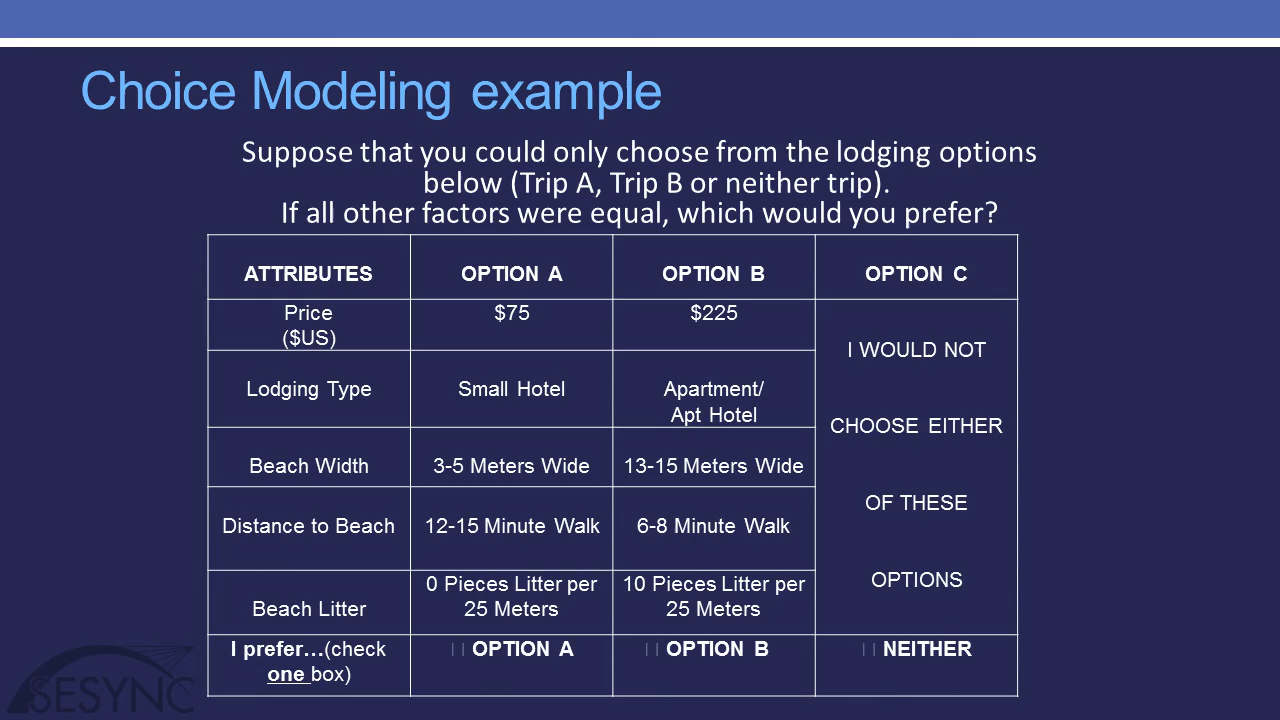 Choice Modeling example
Suppose that you could only choose from the lodging options
below (Trip A, Trip B or neither trip).
If all other factors were equal, which would you prefer?
ATTRIBUTES OPTION A OPTION B OPTION C
Price
($US)
$75
$225
Lodging Type
Small Hotel
Apartment/
Apt Hotel
Beach Width
3-5 Meters Wide
13-15 Meters Wide
Distance to Beach
12-15 Minute Walk
6-8 Minute Walk
Beach Litter
0 Pieces Litter per
25 Meters
10 Pieces Litter per
25 Meters
I WOULD NOT
CHOOSE EITHER
OF THESE
OPTIONS
I prefer…(check
one box)
OPTION A
OPTION B
NEITHER
SESYNC